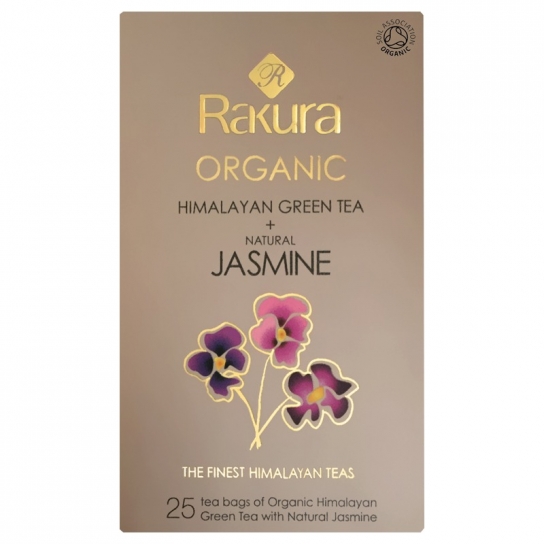 SOIL ASSOCIATION
ORGANIC
R
Rakura
ORGANIC
HIMALAYAN GREEN TEA
+
NATURAL
JASMINE
THE FINEST HIMALAYAN TEAS
25 tea bags of Organic Himalayan
Green Tea with Natural Jasmine